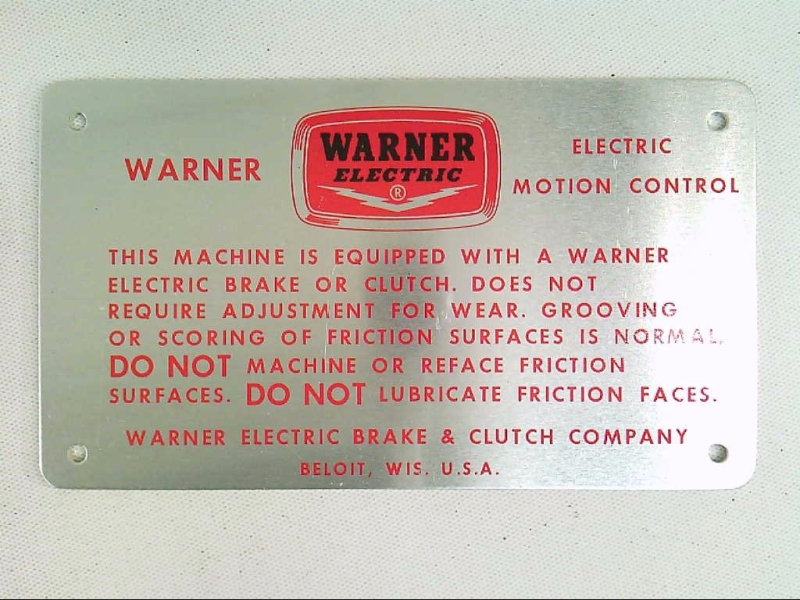 WARNER
WARNER
ELECTRIC
®
ELECTRIC
MOTION CONTROL
THIS MACHINE IS EQUIPPED WITH A WARNER
ELECTRIC BRAKE OR CLUTCH. DOES NOT
REQUIRE ADJUSTMENT FOR WEAR. GROOVING
OR SCORING OF FRICTION SURFACES IS NORMAL.
DO NOT MACHINE OR REFACE FRICTION
SURFACES. DO NOT LUBRICATE FRICTION FACES.
WARNER ELECTRIC BRAKE & CLUTCH COMPANY
BELOIT, WIS. U.S.A.